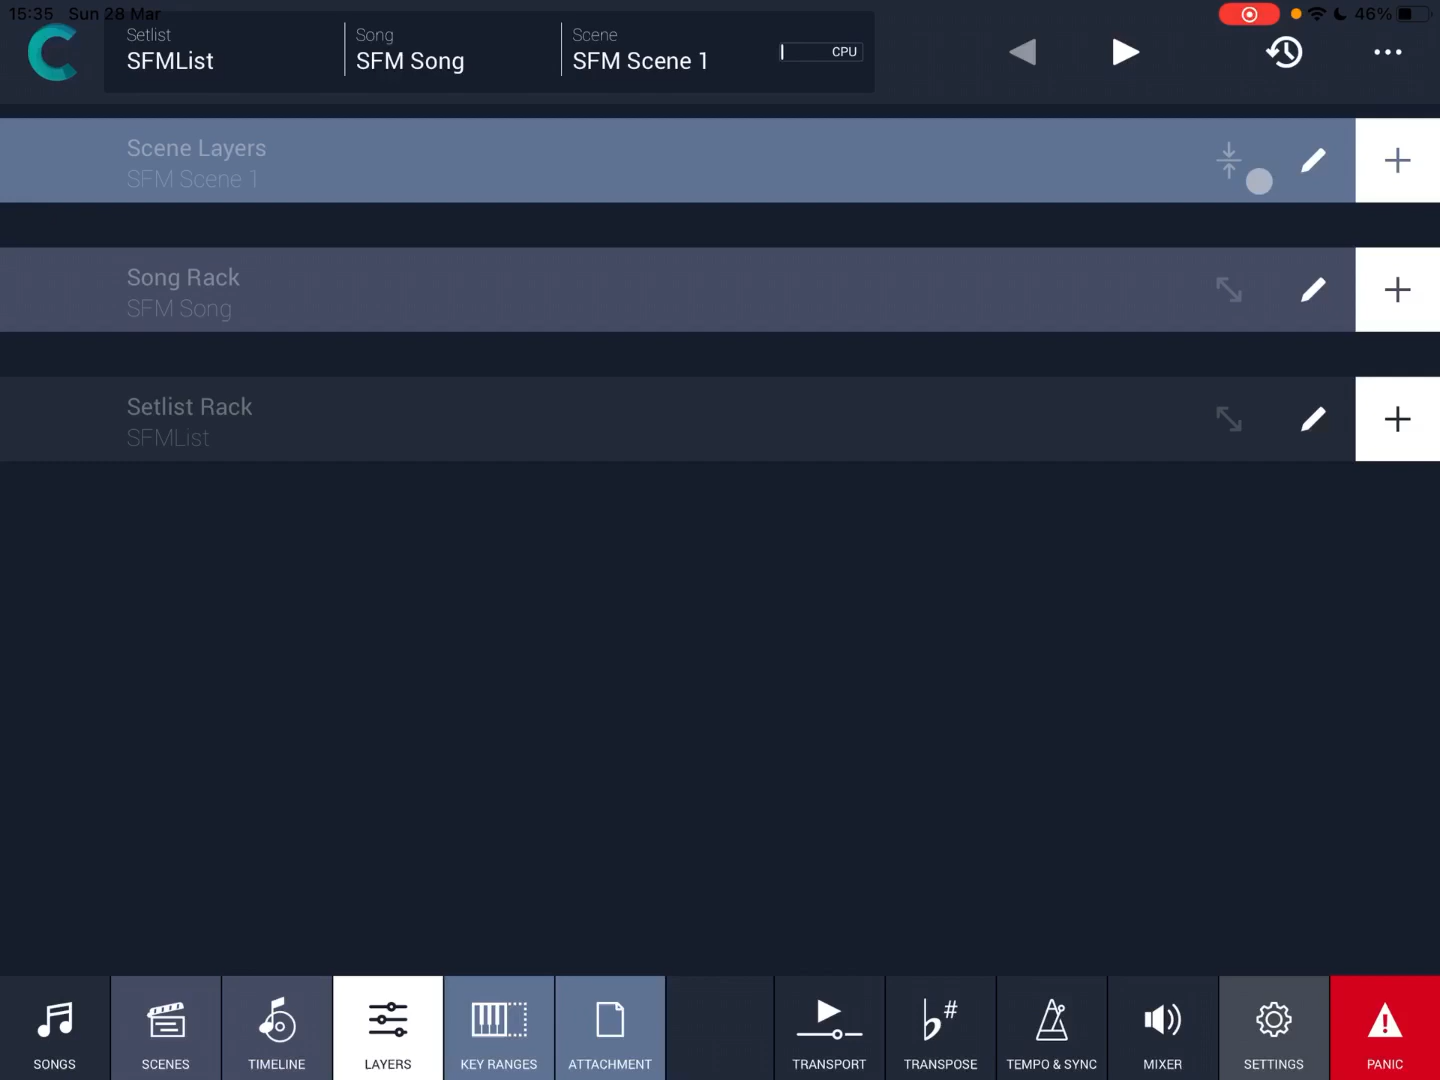 15:35 Sun 28 Mar
46%
Setlist
SFMList
Song
SFM Song
Scene
SFM Scene 1
CPU
Scene Layers
SFM Scene 1
Song Rack
SFM Song
Setlist Rack
SFMList
SONGS
SCENES
TIMELINE
LAYERS
KEY RANGES
ATTACHMENT
TRANSPORT
TRANSPOSE
TEMPO & SYNC
MIXER
SETTINGS
PANIC